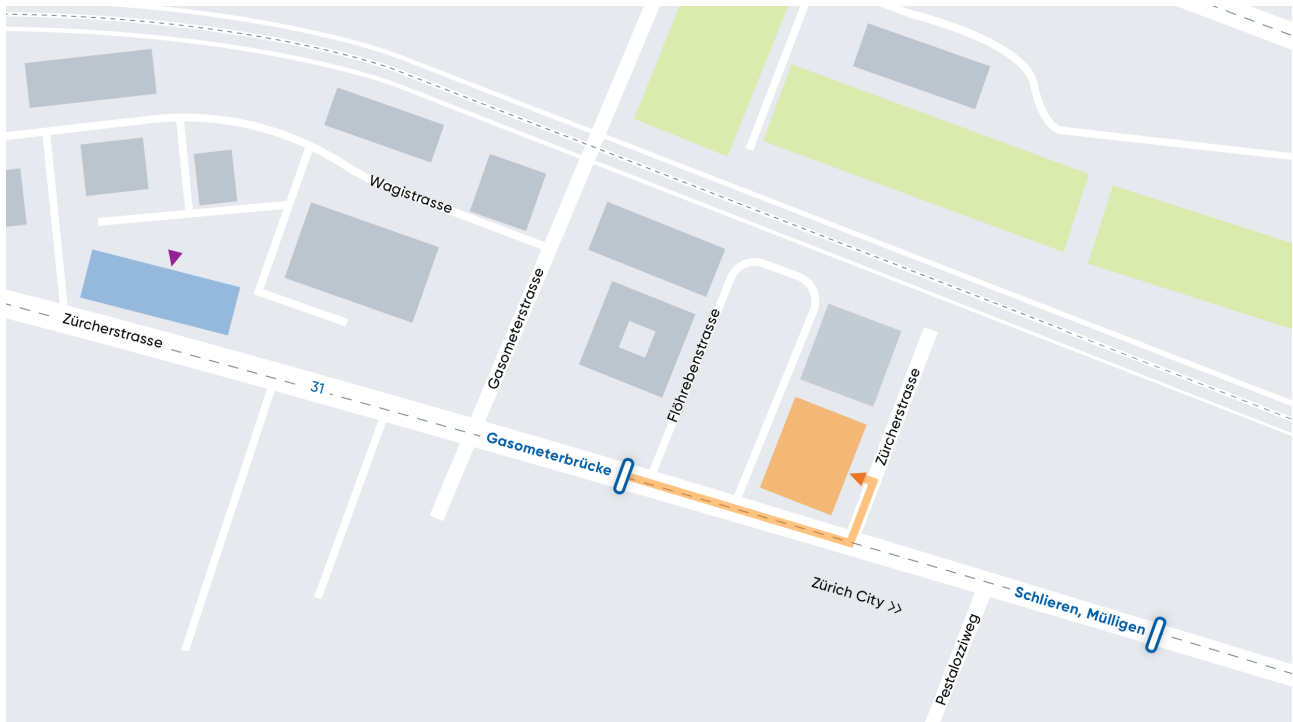 Wagistrasse
Zürcherstrasse
31
Gasometerstrasse
Flöhrebenstrasse
Zürcherstrasse
Gasometerbrücke
Zürich City >>
Schlieren, Mülligen
Pestalozziweg